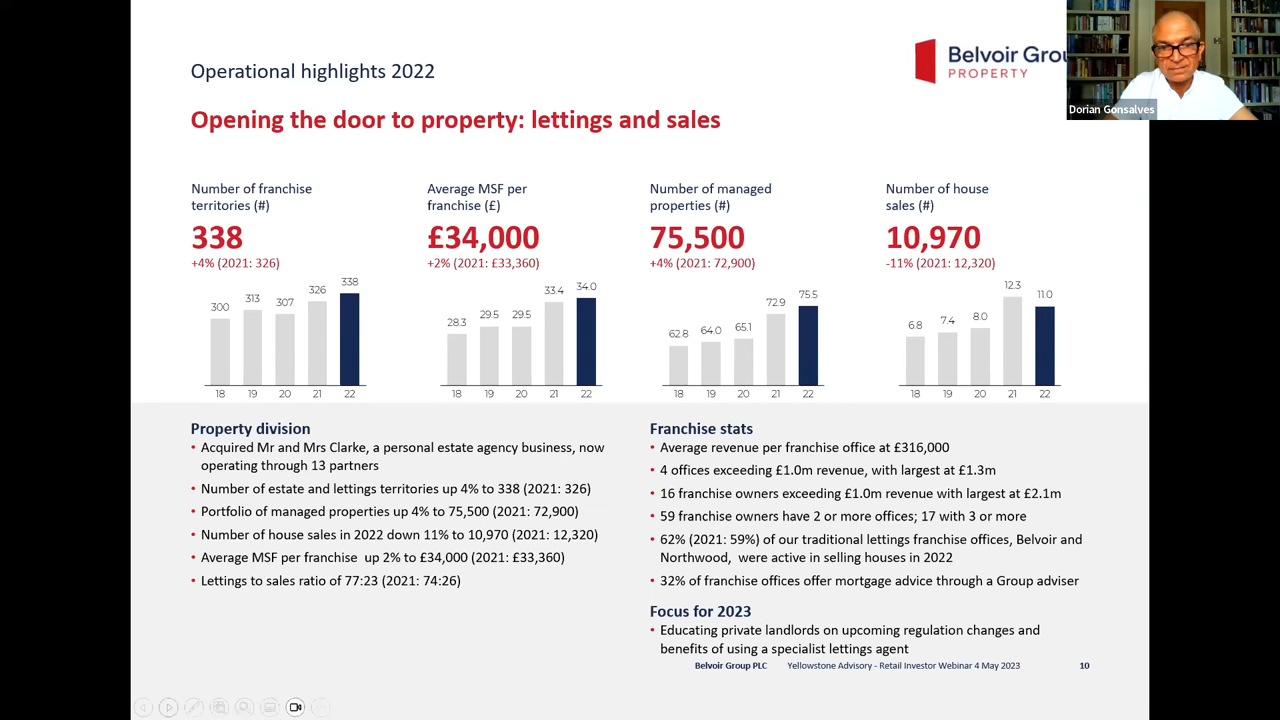 Operational highlights 2022
Belvoir Grou
PROPERTY
Dorian Gonsalves
Opening the door to property: lettings and sales
Number of franchise
territories (#)
338
+4% (2021: 326)
300
313
307
326
338
18
19
20
21
22
Average MSF per
franchise (£)
£34,000
+2% (2021: £33,360)
28.3
29.5
29.5
33.4
34.0
18
19
20
21
22
Number of managed
properties (#)
75,500
+4% (2021: 72,900)
62.8
64.0
65.1
72.9
75.5
18
19
20
21
22
Number of house
sales (#)
10,970
-11% (2021: 12,320)
6.8
7.4
8.0
12.3
11.0
18
19
20
21
22
Property division
• Acquired Mr and Mrs Clarke, a personal estate agency business, now
operating through 13 partners
• Number of estate and lettings territories up 4% to 338 (2021: 326)
• Portfolio of managed properties up 4% to 75,500 (2021: 72,900)
• Number of house sales in 2022 down 11% to 10,970 (2021: 12,320)
• Average MSF per franchise up 2% to £34,000 (2021: £33,360)
• Lettings to sales ratio of 77:23 (2021: 74:26)
Franchise stats
• Average revenue per franchise office at £316,000
• 4 offices exceeding £1.0m revenue, with largest at £1.3m
• 16 franchise owners exceeding £1.0m revenue with largest at £2.1m
• 59 franchise owners have 2 or more offices; 17 with 3 or more
• 62% (2021: 59%) of our traditional lettings franchise offices, Belvoir and
Northwood, were active in selling houses in 2022
• 32% of franchise offices offer mortgage advice through a Group adviser
Focus for 2023
• Educating private landlords on upcoming regulation changes and
benefits of using a specialist lettings agent
Belvoir Group PLC Yellowstone Advisory - Retail Investor Webinar 4 May 2023 10